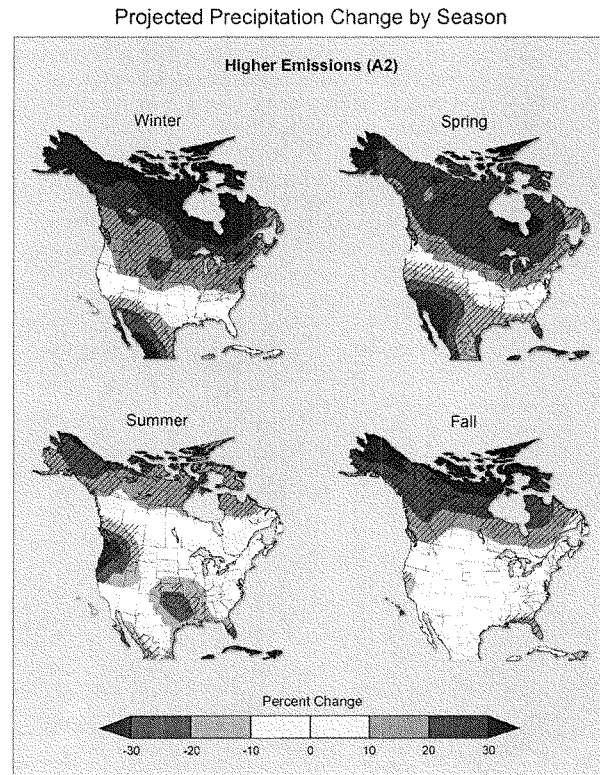 Projected Precipitation Change by Season
Higher Emissions (A2)
Winter
Spring
Summer
Fall
Percent Change
-30 -20 -10 0 10 20 30